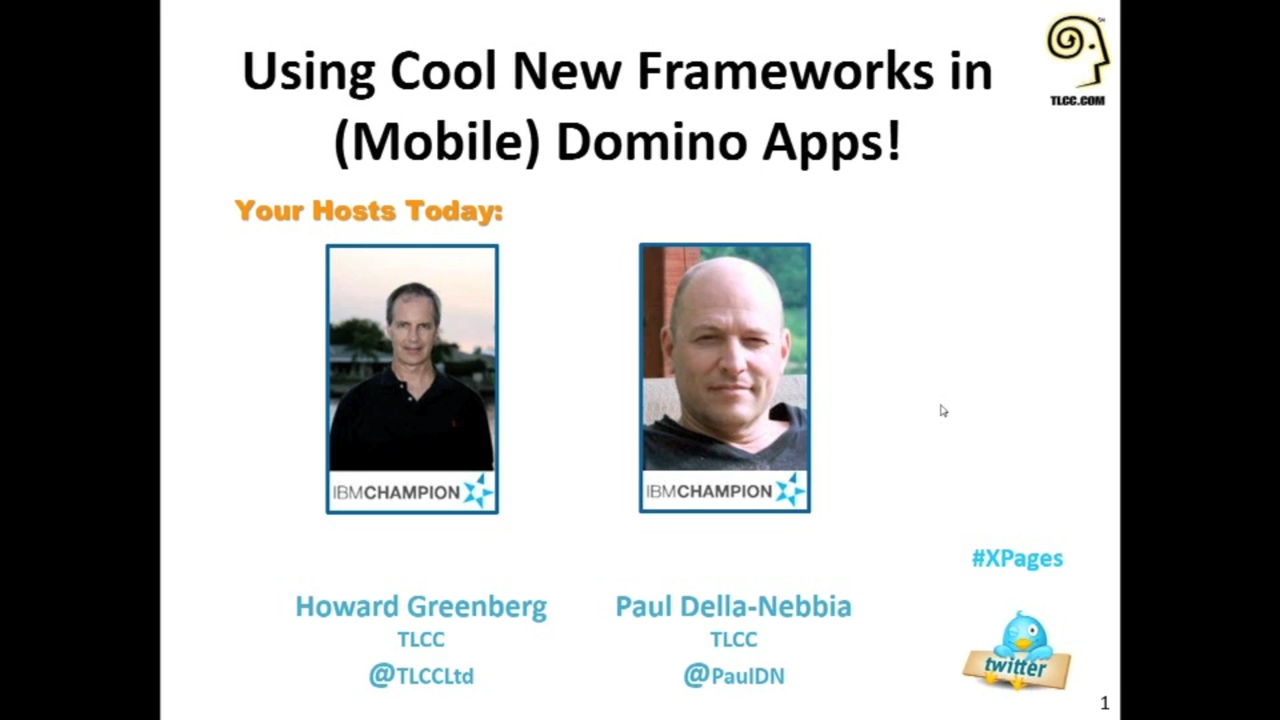 Using Cool New Frameworks in
(Mobile) Domino Apps!
TLCC.COM
Your Hosts Today:
IBMCHAMPION
IBMCHAMPION
#XPages
Howard Greenberg
Paul Della-Nebbia
TLCC
TLCC
@TLCCLtd
@PaulDN
twitter
1